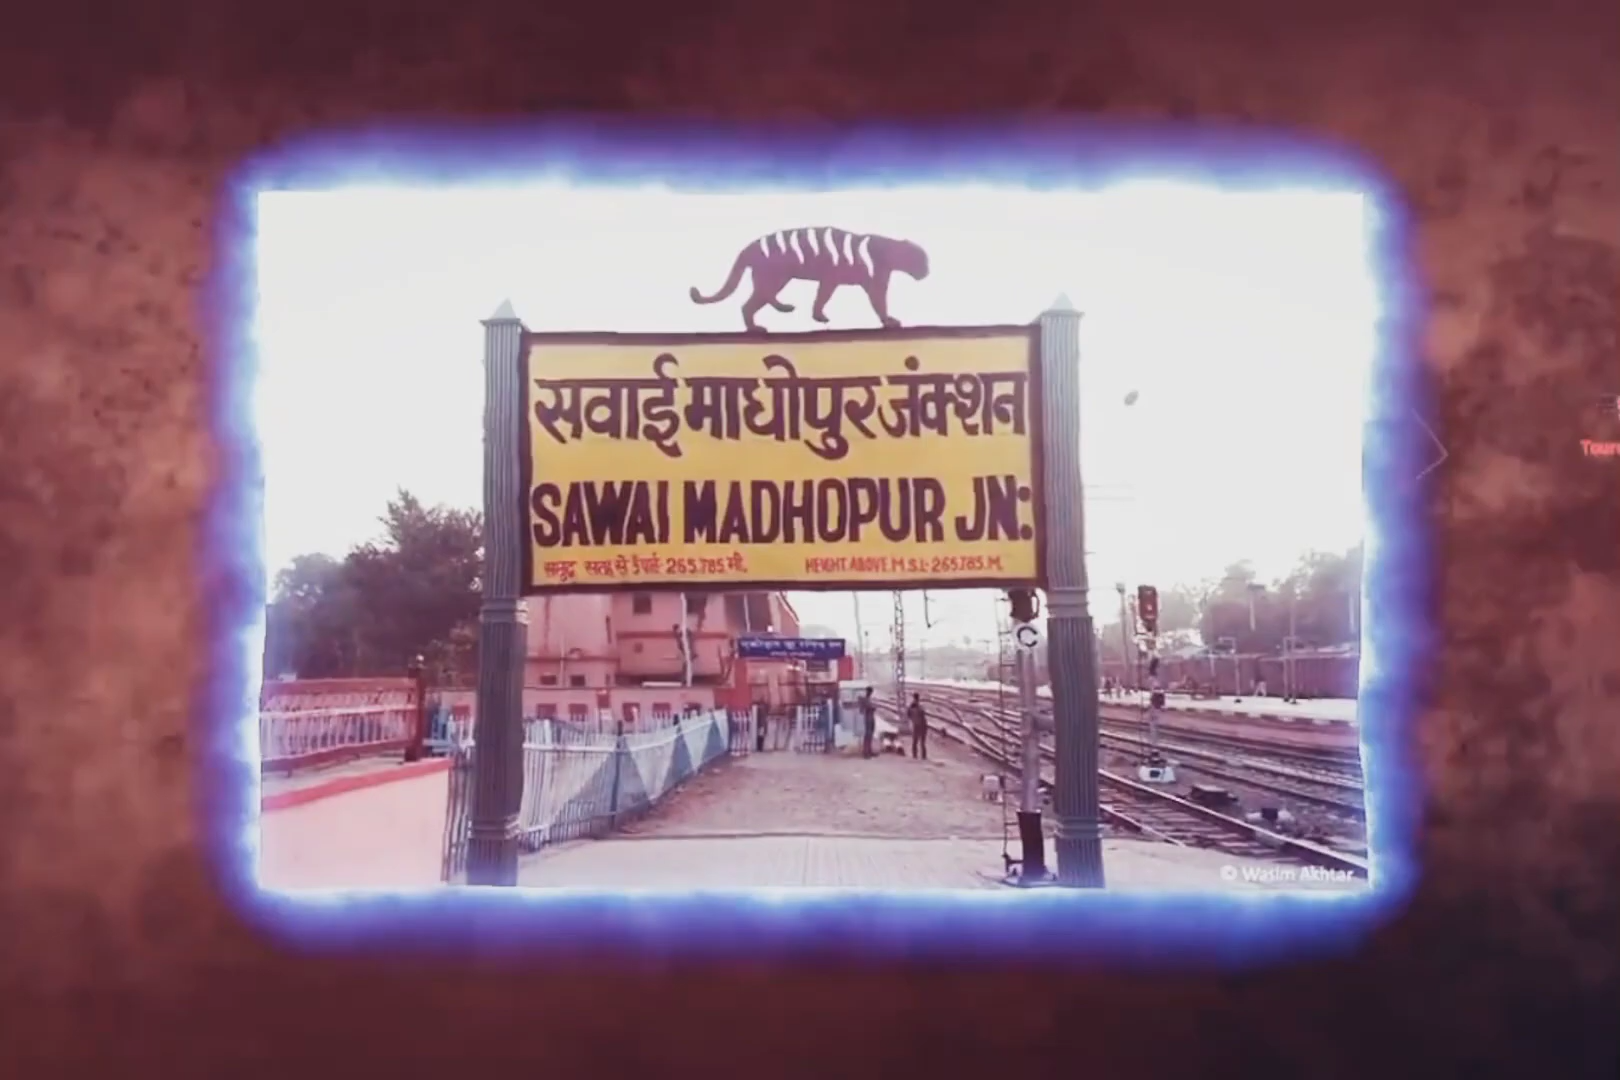 सवाई माधोपुर जंक्शन
SAWAI MADHOPUR JN:
समुद्र सतह से ऊँचाई 265.785 मी.
HEIGHT ABOVE M.S.L. 265.785.M.
© Wasim Akhtar